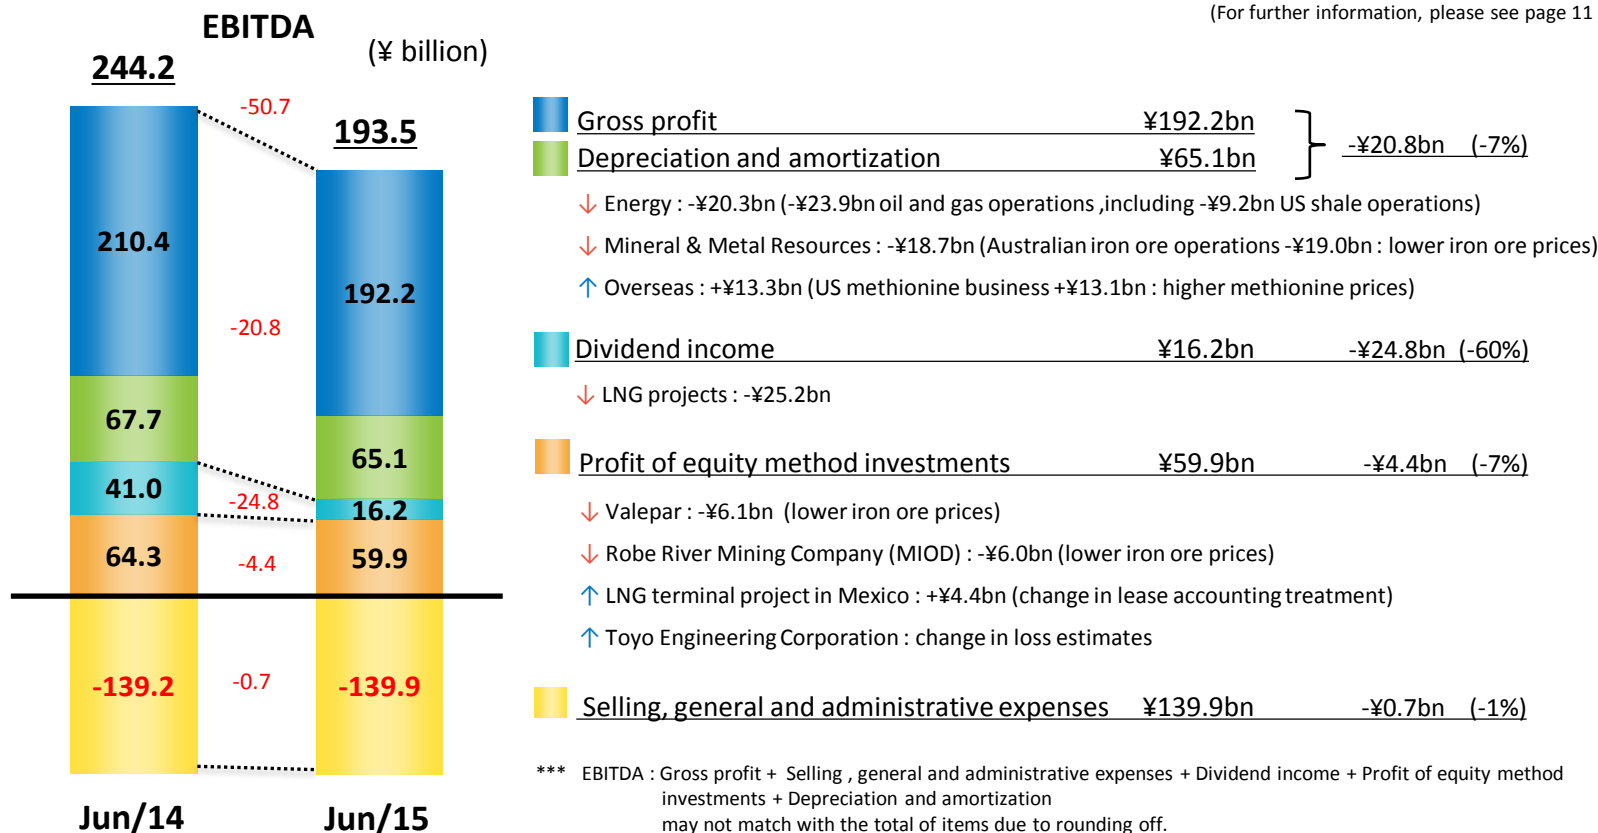 (For further information, please see page 11
EBITDA
(¥ billion)
244.2
-50.7
193.5
210.4
192.2
-20.8
67.7
65.1
41.0
-24.8
16.2
64.3
-4.4
59.9
-139.2
-0.7
-139.9
Jun/14
Jun/15
Gross profit ¥192.2bn
Depreciation and amortization ¥65.1bn
-¥20.8bn (-7%)
↓ Energy : -¥20.3bn (-¥23.9bn oil and gas operations ,including -¥9.2bn US shale operations)
↓ Mineral & Metal Resources : -¥18.7bn (Australian iron ore operations -¥19.0bn : lower iron ore prices)
↑ Overseas : +¥13.3bn (US methionine business +¥13.1bn : higher methionine prices)
Dividend income ¥16.2bn -¥24.8bn (-60%)
↓ LNG projects : -¥25.2bn
Profit of equity method investments ¥59.9bn -¥4.4bn (-7%)
↓ Valepar : -¥6.1bn (lower iron ore prices)
↓ Robe River Mining Company (MIOD) : -¥6.0bn (lower iron ore prices)
↑ LNG terminal project in Mexico : +¥4.4bn (change in lease accounting treatment)
↑ Toyo Engineering Corporation : change in loss estimates
Selling, general and administrative expenses ¥139.9bn -¥0.7bn (-1%)
*** EBITDA : Gross profit + Selling , general and administrative expenses + Dividend income + Profit of equity method
investments + Depreciation and amortization
may not match with the total of items due to rounding off.